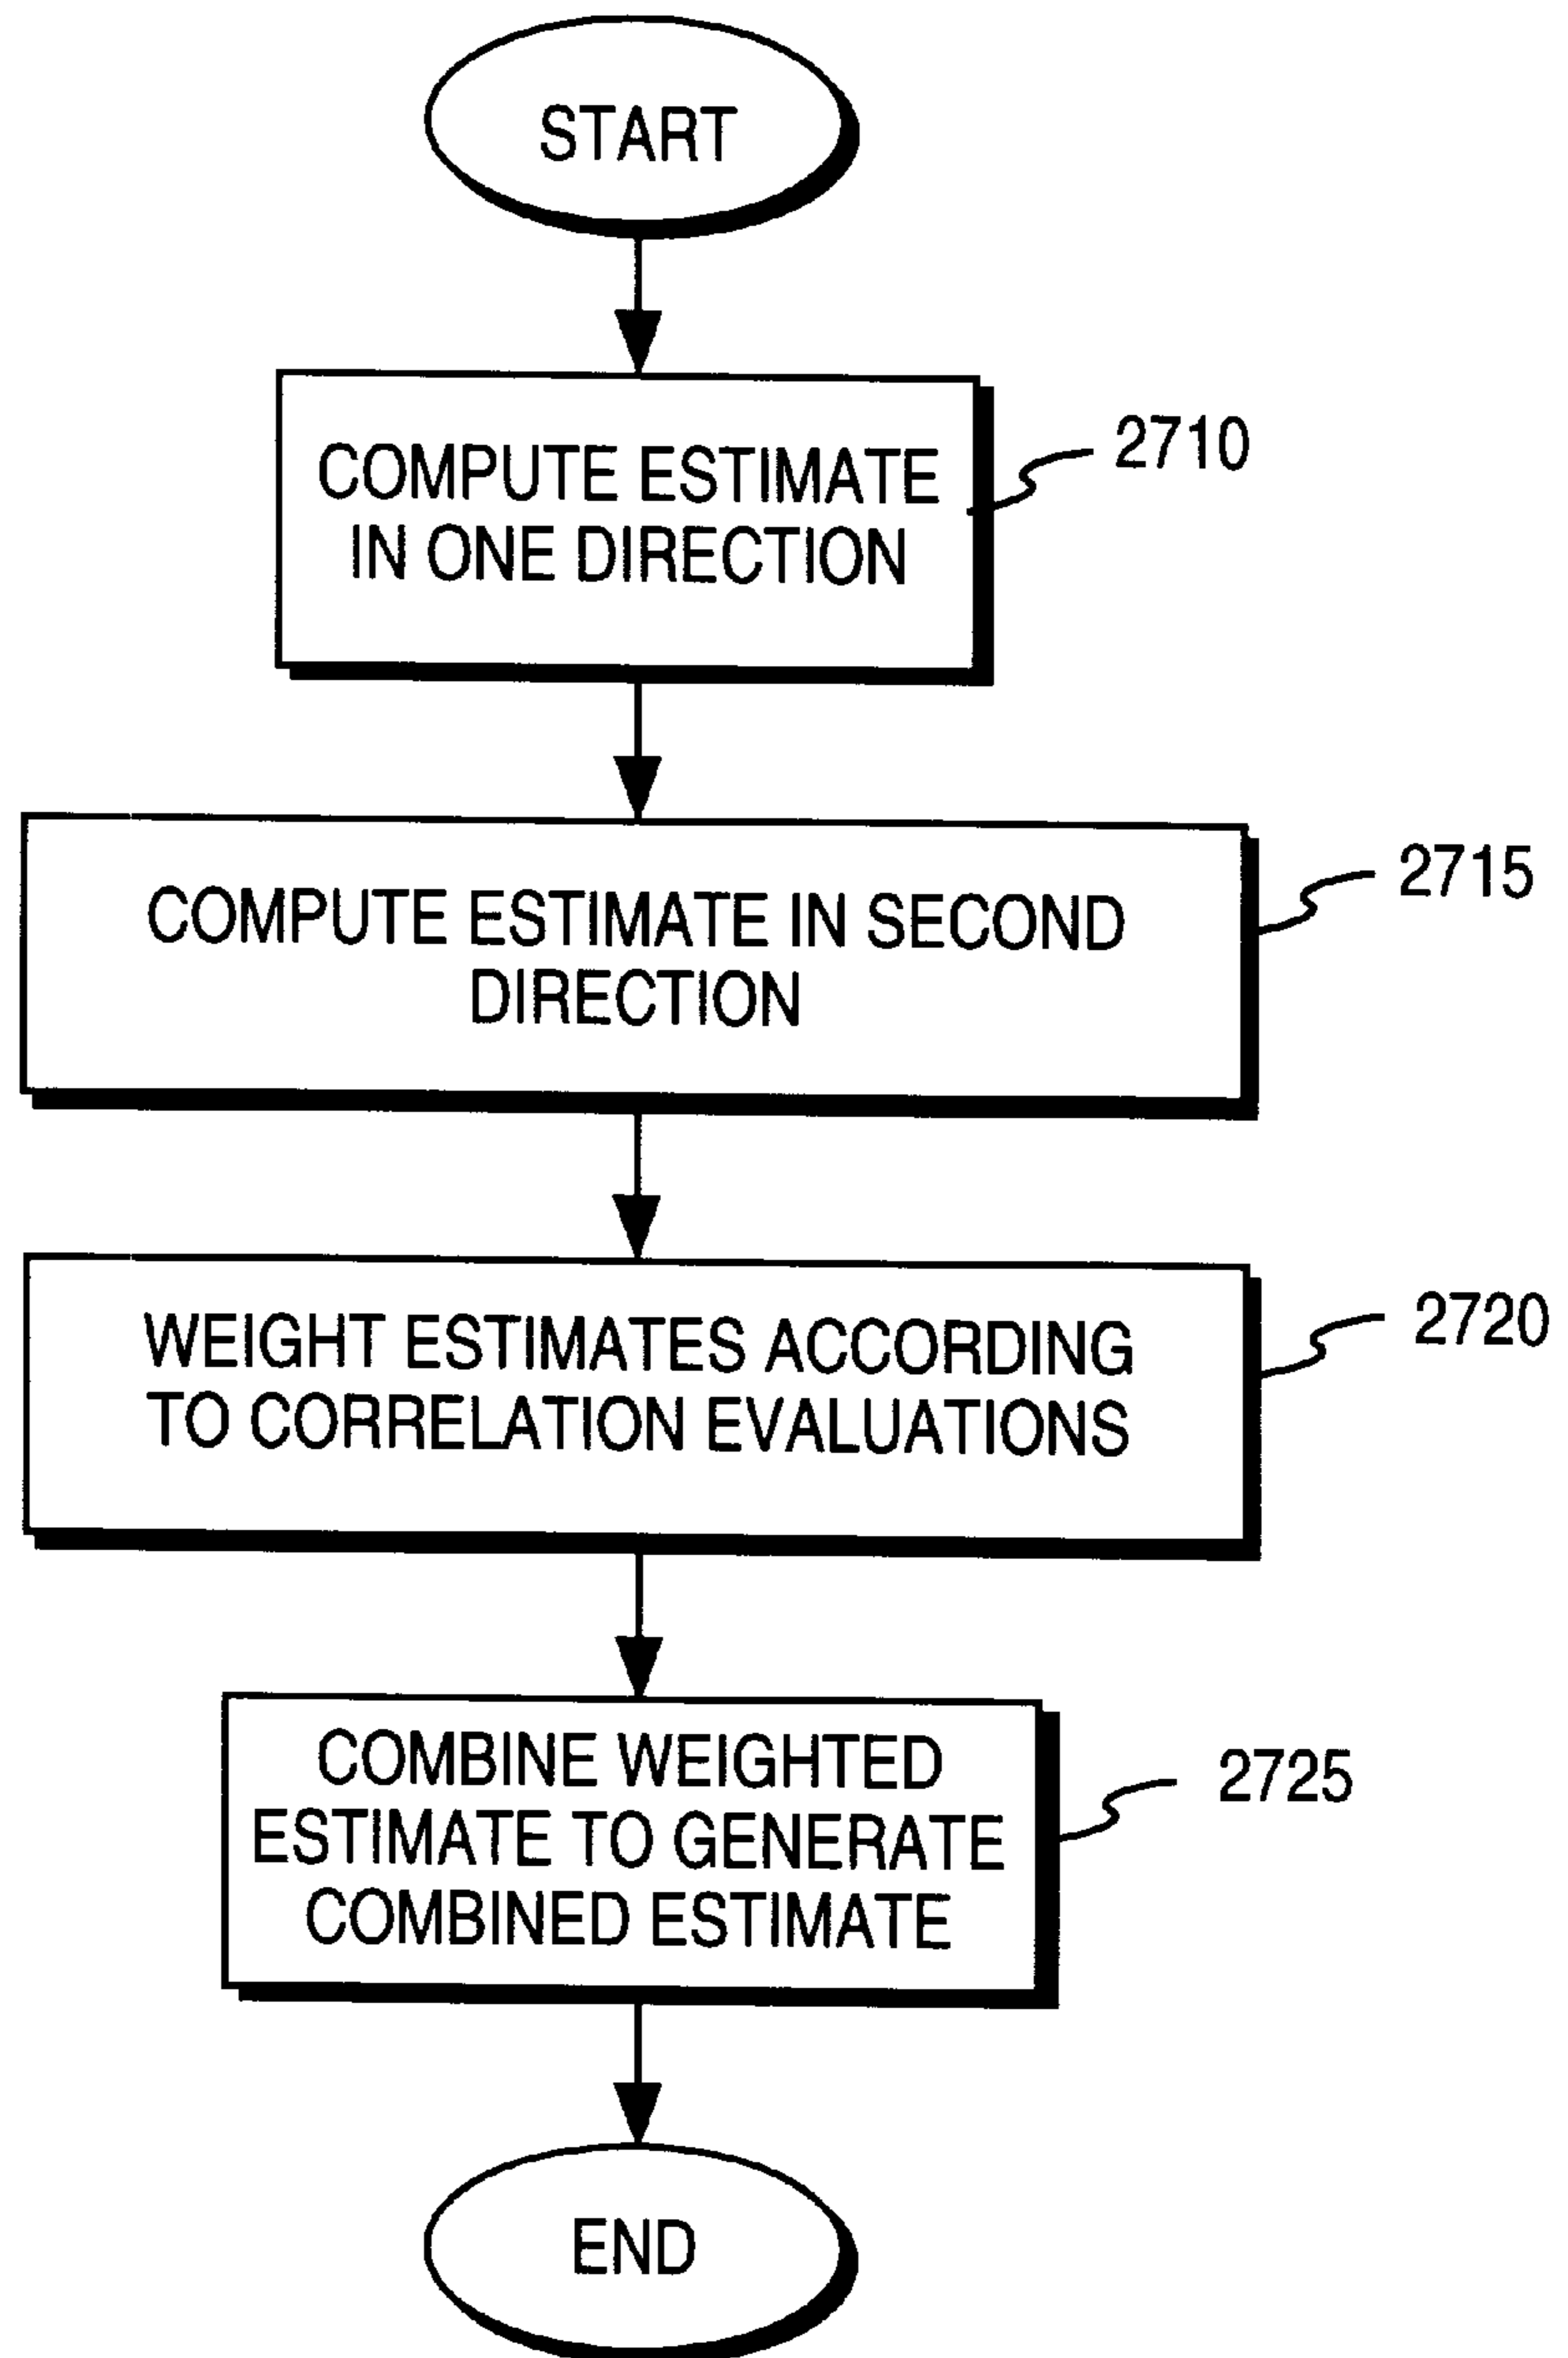 START
COMPUTE ESTIMATE
IN ONE DIRECTION
2710
COMPUTE ESTIMATE IN SECOND
DIRECTION
2715
WEIGHT ESTIMATES ACCORDING
TO CORRELATION EVALUATIONS
2720
COMBINE WEIGHTED
ESTIMATE TO GENERATE
COMBINED ESTIMATE
2725
END